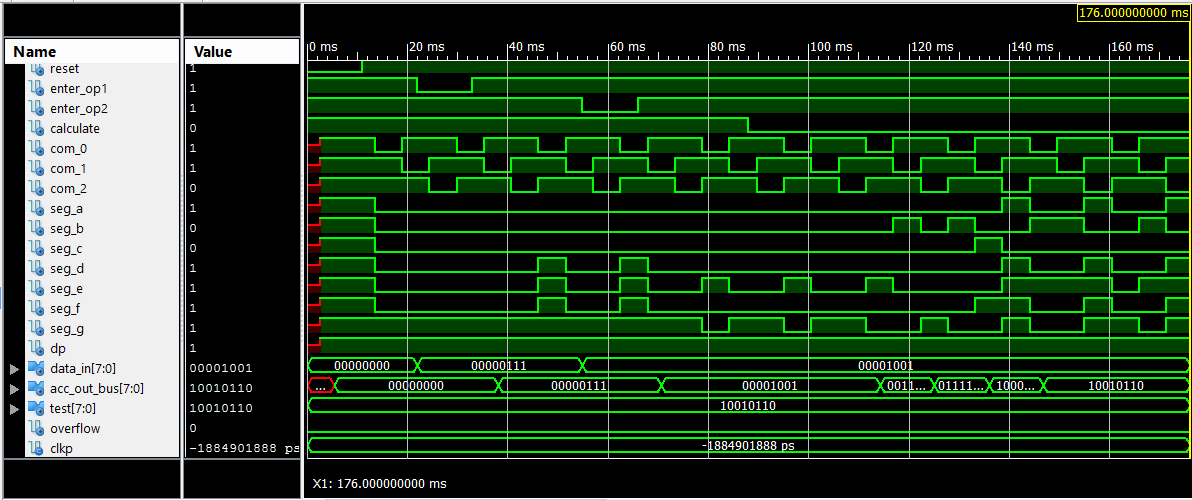 176.000000000 ms
Name Value
0 ms 20 ms 40 ms 60 ms 80 ms 100 ms 120 ms 140 ms 160 ms
reset 1
enter_op1 1
enter_op2 1
calculate 0
com_0 1
com_1 1
com_2 0
seg_a 1
seg_b 0
seg_c 0
seg_d 1
seg_e 1
seg_f 1
seg_g 1
dp 1
data_in[7:0] 00001001 00000000 00000111 00001001
acc_out_bus[7:0] 10010110 ... 00000000 00000111 00001001 0011... 01111... 1000... 10010110
test[7:0] 10010110 10010110
overflow 0
clkp -1884901888 ps -1884901888 ps
X1: 176.000000000 ms